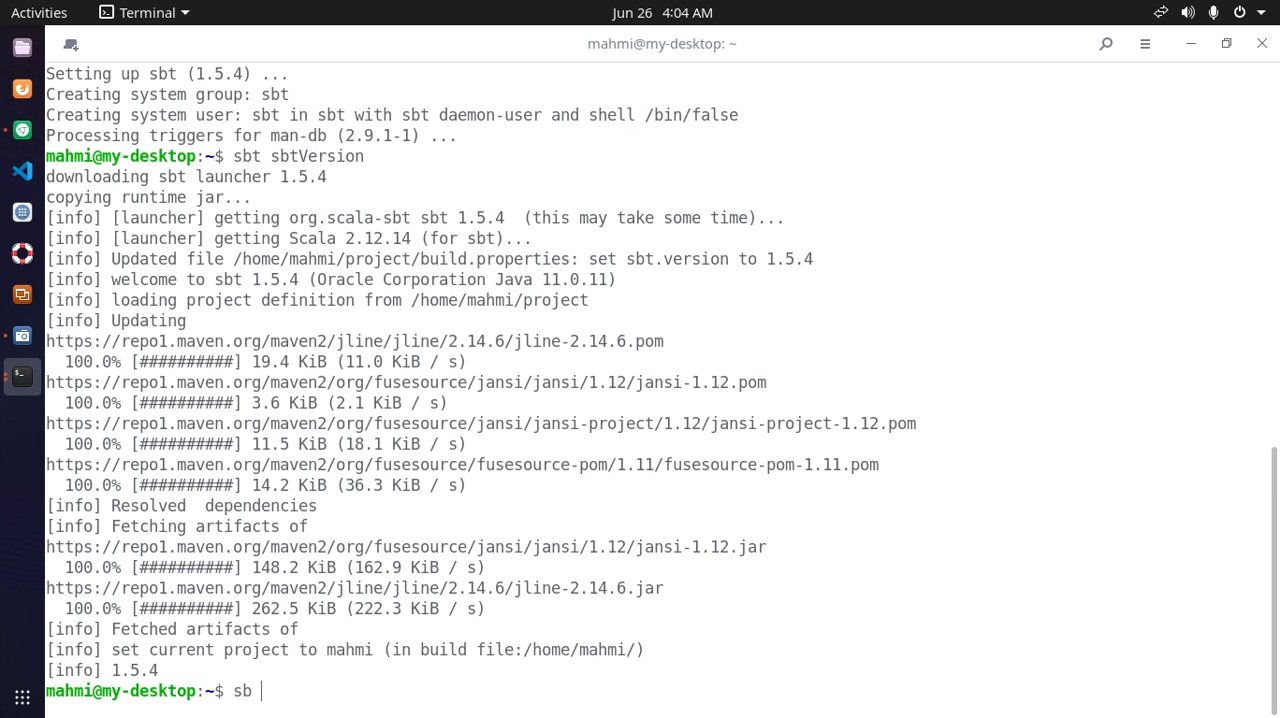 Activities Terminal Jun 26 4:04 AM
mahmi@my-desktop: ~
Setting up sbt (1.5.4) ...
Creating system group: sbt
Creating system user: sbt in sbt with sbt daemon-user and shell /bin/false
Processing triggers for man-db (2.9.1-1) ...
mahmi@my-desktop:~$ sbt sbtVersion
downloading sbt launcher 1.5.4
copying runtime jar...
[info] [launcher] getting org.scala-sbt sbt 1.5.4  (this may take some time)...
[info] [launcher] getting Scala 2.12.14 (for sbt)...
[info] Updated file /home/mahmi/project/build.properties: set sbt.version to 1.5.4
[info] welcome to sbt 1.5.4 (Oracle Corporation Java 11.0.11)
[info] loading project definition from /home/mahmi/project
[info] Updating
https://repo1.maven.org/maven2/jline/jline/2.14.6/jline-2.14.6.pom
  100.0% [##########] 19.4 KiB (11.0 KiB / s)
https://repo1.maven.org/maven2/org/fusesource/jansi/jansi/1.12/jansi-1.12.pom
  100.0% [##########] 3.6 KiB (2.1 KiB / s)
https://repo1.maven.org/maven2/org/fusesource/jansi/jansi-project/1.12/jansi-project-1.12.pom
  100.0% [##########] 11.5 KiB (18.1 KiB / s)
https://repo1.maven.org/maven2/org/fusesource/fusesource-pom/1.11/fusesource-pom-1.11.pom
  100.0% [##########] 14.2 KiB (36.3 KiB / s)
[info] Resolved  dependencies
[info] Fetching artifacts of
https://repo1.maven.org/maven2/org/fusesource/jansi/jansi/1.12/jansi-1.12.jar
  100.0% [##########] 148.2 KiB (162.9 KiB / s)
https://repo1.maven.org/maven2/jline/jline/2.14.6/jline-2.14.6.jar
  100.0% [##########] 262.5 KiB (222.3 KiB / s)
[info] Fetched artifacts of
[info] set current project to mahmi (in build file:/home/mahmi/)
[info] 1.5.4
mahmi@my-desktop:~$ sb